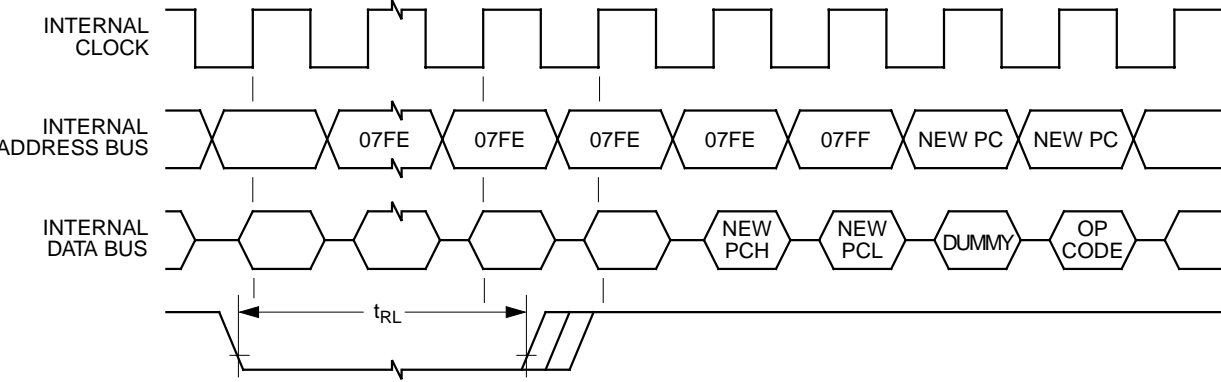 INTERNAL
CLOCK
INTERNAL
ADDRESS BUS
07FE
07FE
07FE
07FE
07FF
NEW PC
NEW PC
INTERNAL
DATA BUS
NEW
PCH
NEW
PCL
DUMMY
OP
CODE
tRL